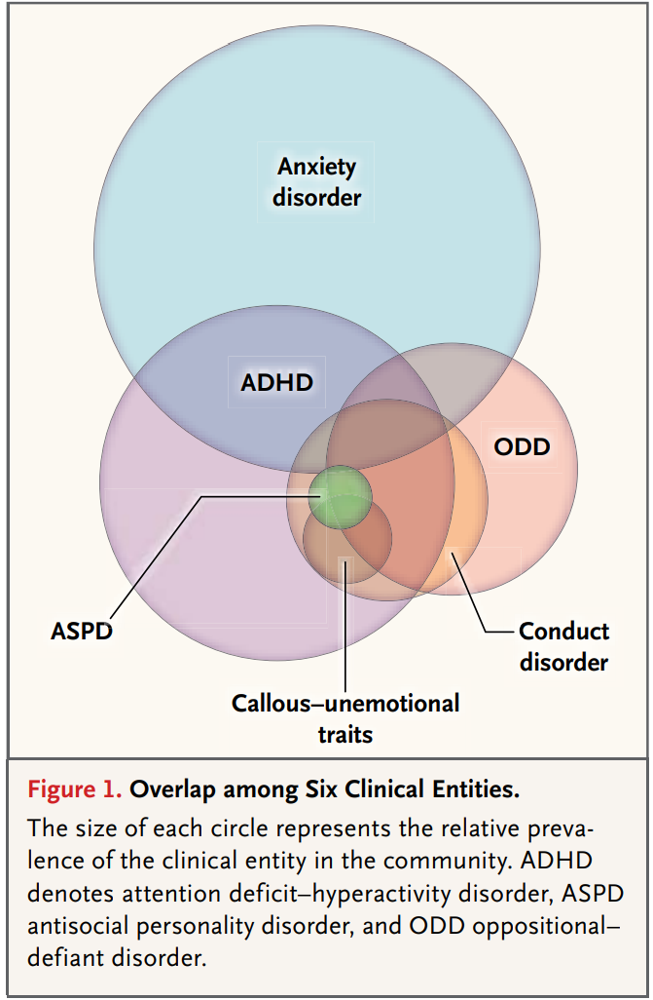 Anxiety
disorder
ADHD
ODD
ASPD
Conduct
disorder
Callous–unemotional
traits
Figure 1. Overlap among Six Clinical Entities.
The size of each circle represents the relative preva-
lence of the clinical entity in the community. ADHD
denotes attention deficit–hyperactivity disorder, ASPD
antisocial personality disorder, and ODD oppositional–
defiant disorder.